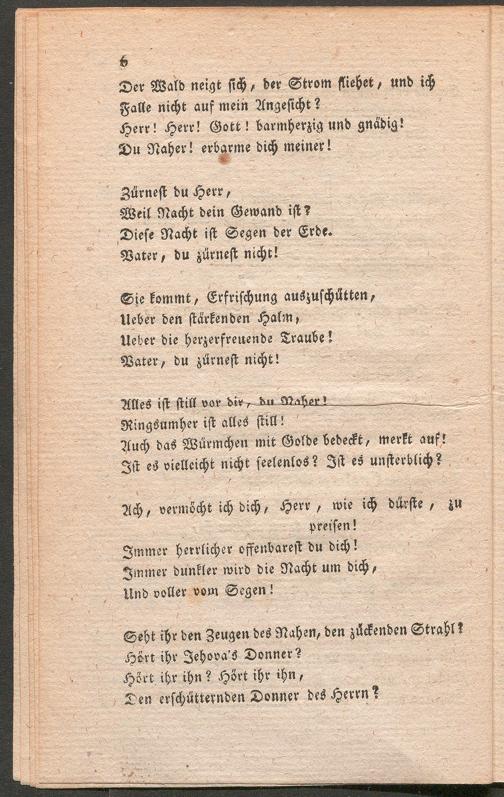 6
Der Wald neigt sich, der Strom fliehet, und ich
Falle nicht auf mein Angesicht?
Herr! Herr! Gott! barmherzig und gnädig!
Du Naher! erbarme dich meiner!
Zürnest du Herr,
Weil Nacht dein Gewand ist?
Diese Nacht ist Segen der Erde.
Vater, du zürnest nicht!
Sie kommt, Erfrischung auszuschütten,
Ueber den stärkenden Halm,
Ueber die herzerfreuende Traube!
Vater, du zürnest nicht!
Alles ist still vor dir, du Naher!
Ringsumher ist alles still!
Auch das Würmchen mit Golde bedeckt, merkt auf!
Ist es vielleicht nicht seelenlos? Ist es unsterblich?
Ach, vermöcht ich dich, Herr, wie ich dürste, zu
preisen!
Immer herrlicher offenbarest du dich!
Immer dunkler wird die Nacht um dich,
Und voller vom Segen!
Seht ihr den Zeugen des Nahen, den zückenden Strahl?
Hört ihr Jehova's Donner?
Hört ihr ihn? Hört ihr ihn,
Den erschütternden Donner des Herrn?